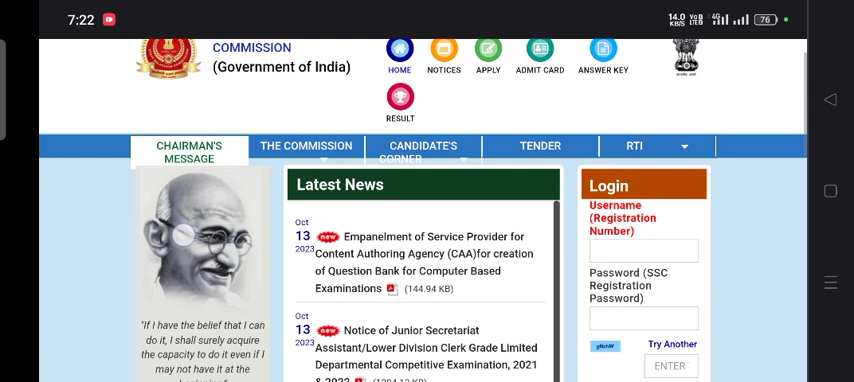 7:22
14.0 KB/S
4G
76
COMMISSION
(Government of India)
HOME
NOTICES
APPLY
ADMIT CARD
ANSWER KEY
RESULT
CHAIRMAN'S
MESSAGE
THE COMMISSION
CANDIDATE'S
CORNER
TENDER
RTI
"If I have the belief that I can
do it, I shall surely acquire
the capacity to do it even if I
may not have it at the
Latest News
Oct
13
2023
new Empanelment of Service Provider for
Content Authoring Agency (CAA)for creation
of Question Bank for Computer Based
Examinations (144.94 KB)
Oct
13
2023
new Notice of Junior Secretariat
Assistant/Lower Division Clerk Grade Limited
Departmental Competitive Examination, 2021
Login
Username
(Registration
Number)
Password (SSC
Registration
Password)
Try Another
ENTER